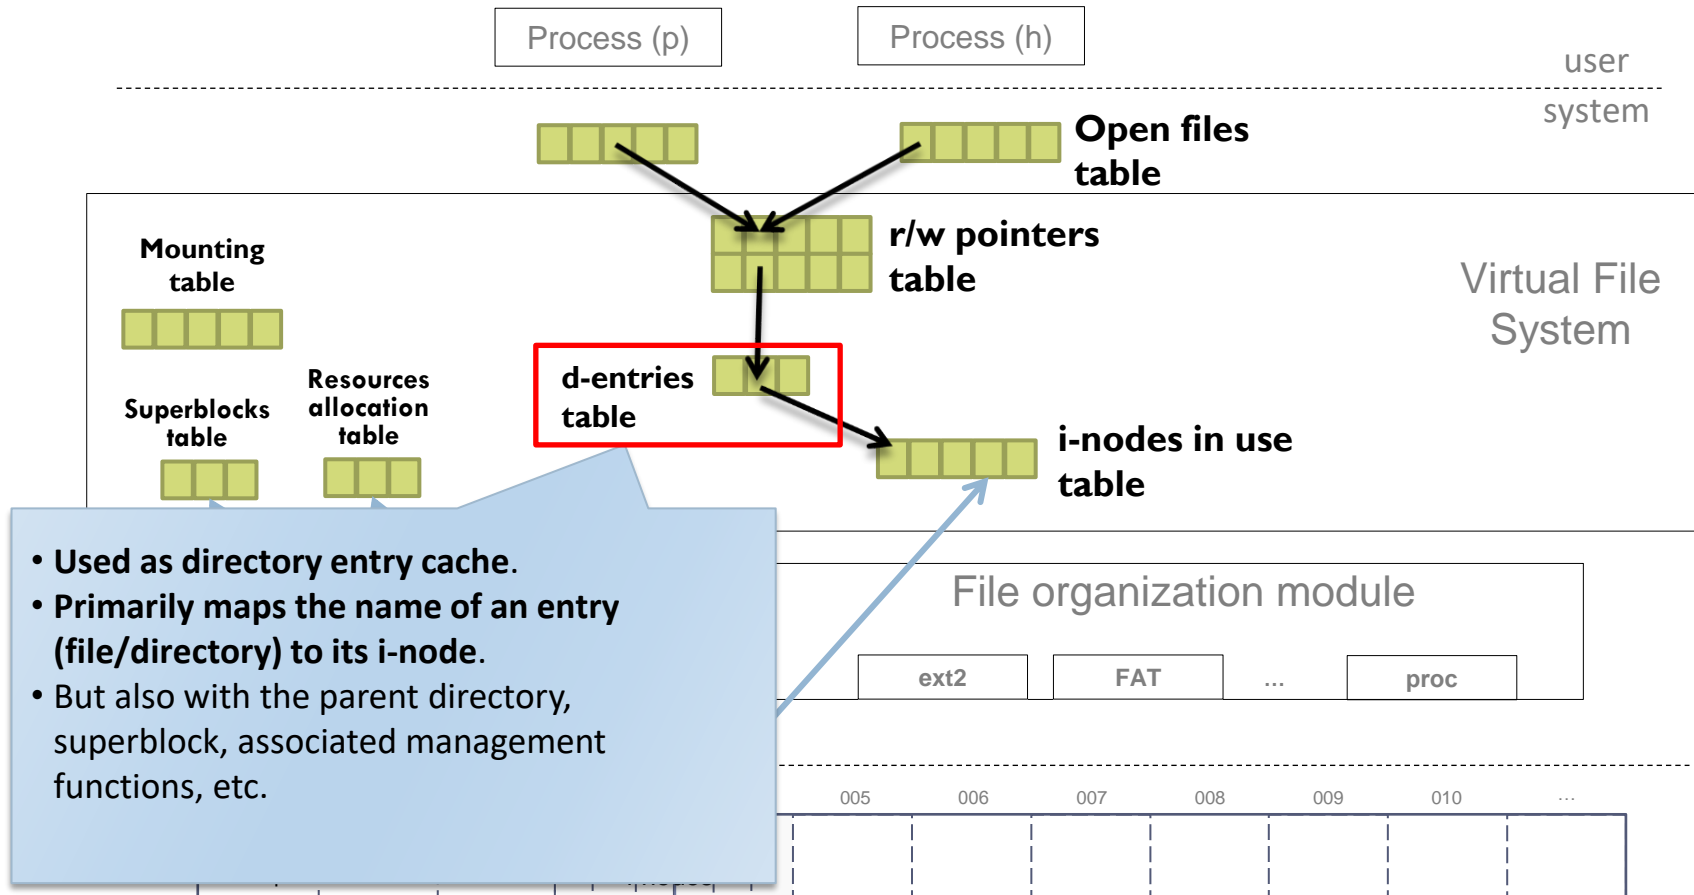 Process (p)
Process (h)
user
system
Open files
table
r/w pointers
table
Mounting
table
Virtual File
System
d-entries
table
Resources
allocation
table
Superblocks
table
i-nodes in use
table
• Used as directory entry cache.
• Primarily maps the name of an entry
(file/directory) to its i-node.
• But also with the parent directory,
superblock, associated management
functions, etc.
File organization module
ext2
FAT
...
proc
005
006
007
008
009
010
...